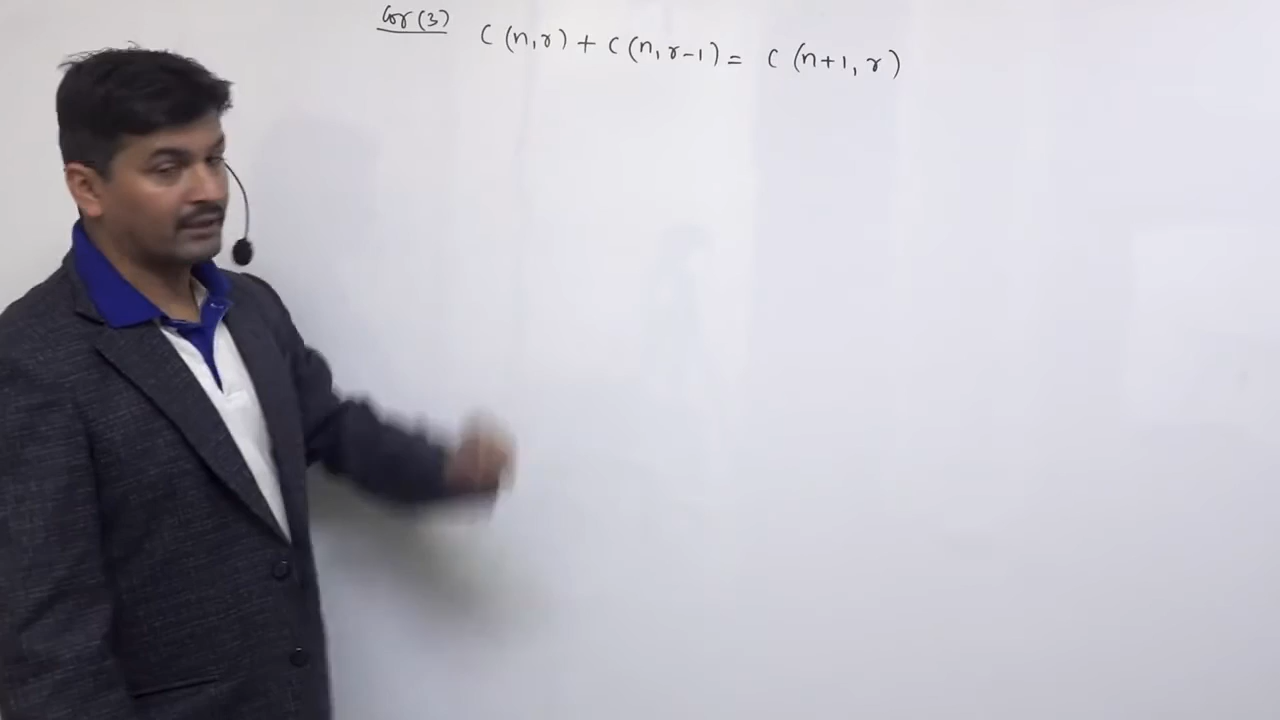 Cor (3) C (n, r) + C (n, r-1) = C (n+1, r)